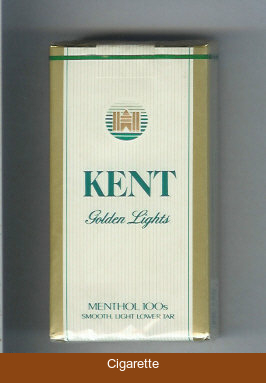 KENT
Golden Lights
MENTHOL 100s
SMOOTH, LIGHT LOWER TAR
Cigarette